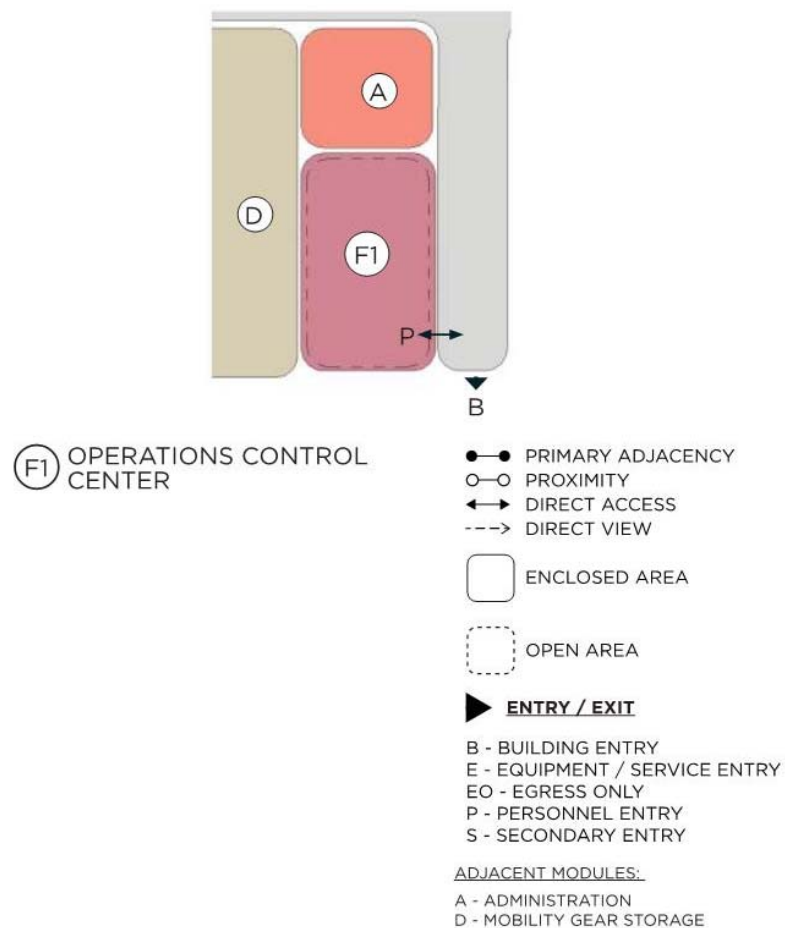 A
D
F1
P
B
F1 OPERATIONS CONTROL
CENTER
PRIMARY ADJACENCY
PROXIMITY
DIRECT ACCESS
DIRECT VIEW
ENCLOSED AREA
OPEN AREA
ENTRY / EXIT
B - BUILDING ENTRY
E - EQUIPMENT / SERVICE ENTRY
EO - EGRESS ONLY
P - PERSONNEL ENTRY
S - SECONDARY ENTRY
ADJACENT MODULES:
A - ADMINISTRATION
D - MOBILITY GEAR STORAGE